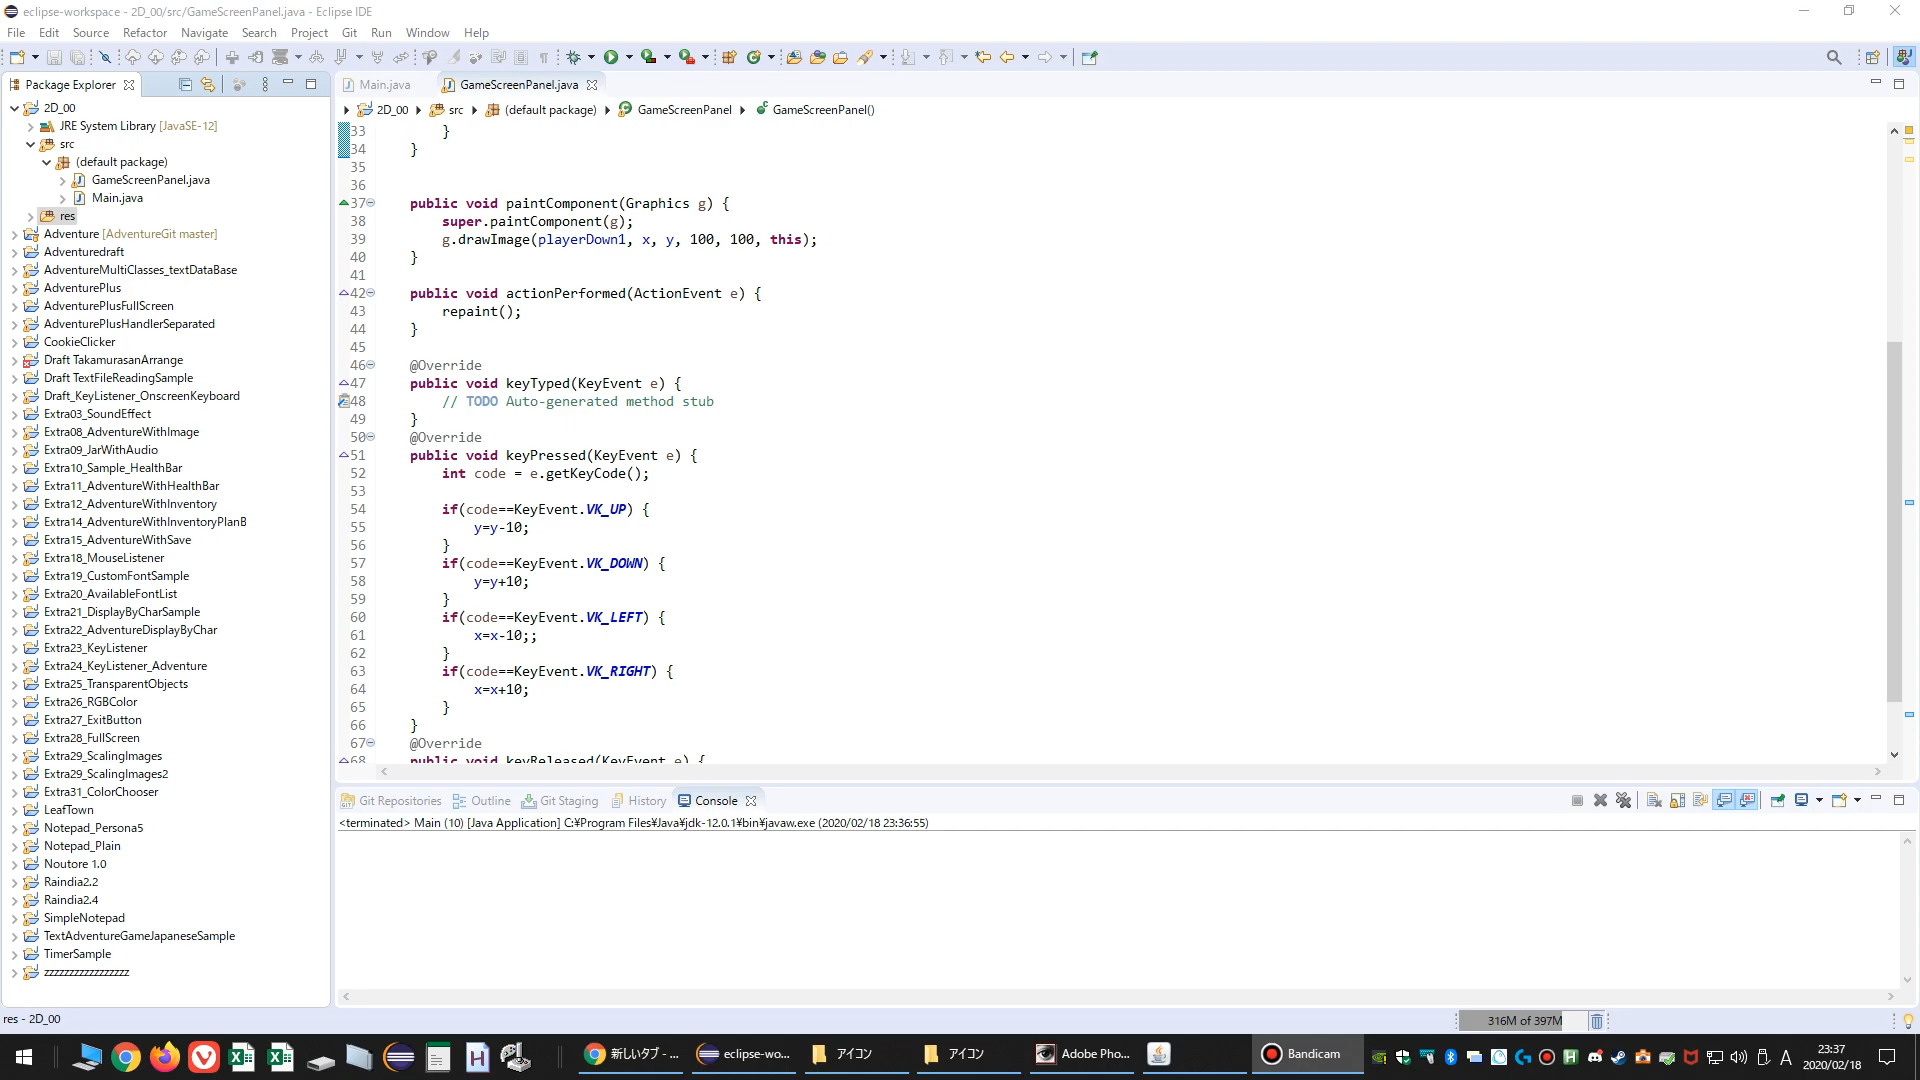 eclipse-workspace - 2D_00/src/GameScreenPanel.java - Eclipse IDE
File Edit Source Refactor Navigate Search Project Git Run Window Help
Package Explorer
Main.java GameScreenPanel.java
2D_00 src (default package) GameScreenPanel GameScreenPanel()
2D_00
JRE System Library [JavaSE-12]
src
(default package)
GameScreenPanel.java
Main.java
res
Adventure [AdventureGit master]
Adventuredraft
AdventureMultiClasses_textDataBase
AdventurePlus
AdventurePlusFullScreen
AdventurePlusHandlerSeparated
CookieClicker
Draft TakamurasanArrange
Draft TextFileReadingSample
Draft_KeyListener_OnscreenKeyboard
Extra03_SoundEffect
Extra08_AdventureWithImage
Extra09_JarWithAudio
Extra10_Sample_HealthBar
Extra11_AdventureWithHealthBar
Extra12_AdventureWithInventory
Extra14_AdventureWithInventoryPlanB
Extra15_AdventureWithSave
Extra18_MouseListener
Extra19_CustomFontSample
Extra20_AvailableFontList
Extra21_DisplayByCharSample
Extra22_AdventureDisplayByChar
Extra23_KeyListener
Extra24_KeyListener_Adventure
Extra25_TransparentObjects
Extra26_RGBColor
Extra27_ExitButton
Extra28_FullScreen
Extra29_ScalingImages
Extra29_ScalingImages2
Extra31_ColorChooser
LeafTown
Notepad_Persona5
Notepad_Plain
Noutore 1.0
Raindia2.2
Raindia2.4
SimpleNotepad
TextAdventureGameJapaneseSample
TimerSample
zzzzzzzzzzzzzzzzz
33 }
34 }
35
36
37 public void paintComponent(Graphics g) {
38 super.paintComponent(g);
39 g.drawImage(playerDown1, x, y, 100, 100, this);
40 }
41
42 public void actionPerformed(ActionEvent e) {
43 repaint();
44 }
45
46 @Override
47 public void keyTyped(KeyEvent e) {
48 // TODO Auto-generated method stub
49 }
50 @Override
51 public void keyPressed(KeyEvent e) {
52 int code = e.getKeyCode();
53
54 if(code==KeyEvent.VK_UP) {
55 y=y-10;
56 }
57 if(code==KeyEvent.VK_DOWN) {
58 y=y+10;
59 }
60 if(code==KeyEvent.VK_LEFT) {
61 x=x-10;;
62 }
63 if(code==KeyEvent.VK_RIGHT) {
64 x=x+10;
65 }
66 }
67 @Override
68 public void keyReleased(KeyEvent e) {
Git Repositories Outline Git Staging History Console
<terminated> Main (10) [Java Application] C:¥Program Files¥Java¥jdk-12.0.1¥bin¥javaw.exe (2020/02/18 23:36:55)
res - 2D_00
316M of 397M
新しいタブ - ... eclipse-wo... アイコン アイコン Adobe Pho... Bandicam A
23:37
2020/02/18